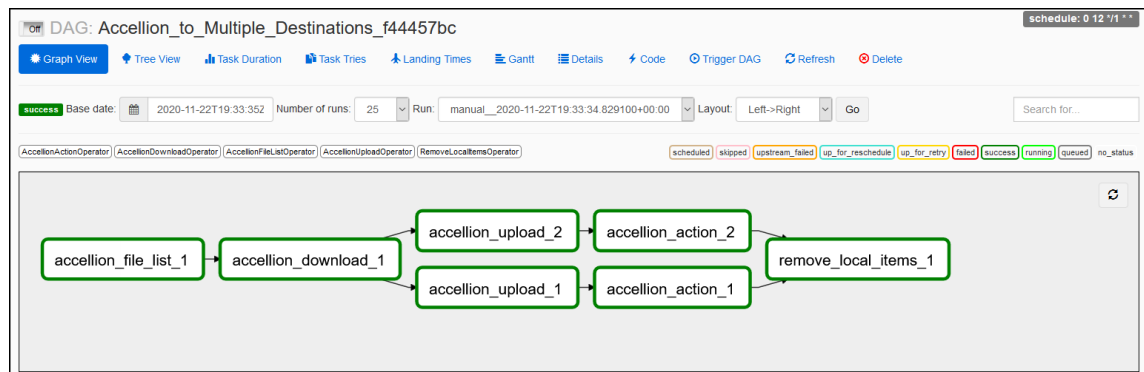 schedule: 0 12 */1 * *
Off DAG: Accellion_to_Multiple_Destinations_f44457bc
Graph View Tree View Task Duration Task Tries Landing Times Gantt Details Code Trigger DAG Refresh Delete
success Base date: 2020-11-22T19:33:35Z Number of runs: 25 Run: manual__2020-11-22T19:33:34.829100+00:00 Layout: Left->Right Go Search for...
AccellionActionOperator AccellionDownloadOperator AccellionFileListOperator AccellionUploadOperator RemoveLocalItemsOperator scheduled skipped upstream_failed up_for_reschedule up_for_retry failed success running queued no_status
accellion_upload_2 accellion_action_2
accellion_file_list_1 accellion_download_1 remove_local_items_1
accellion_upload_1 accellion_action_1